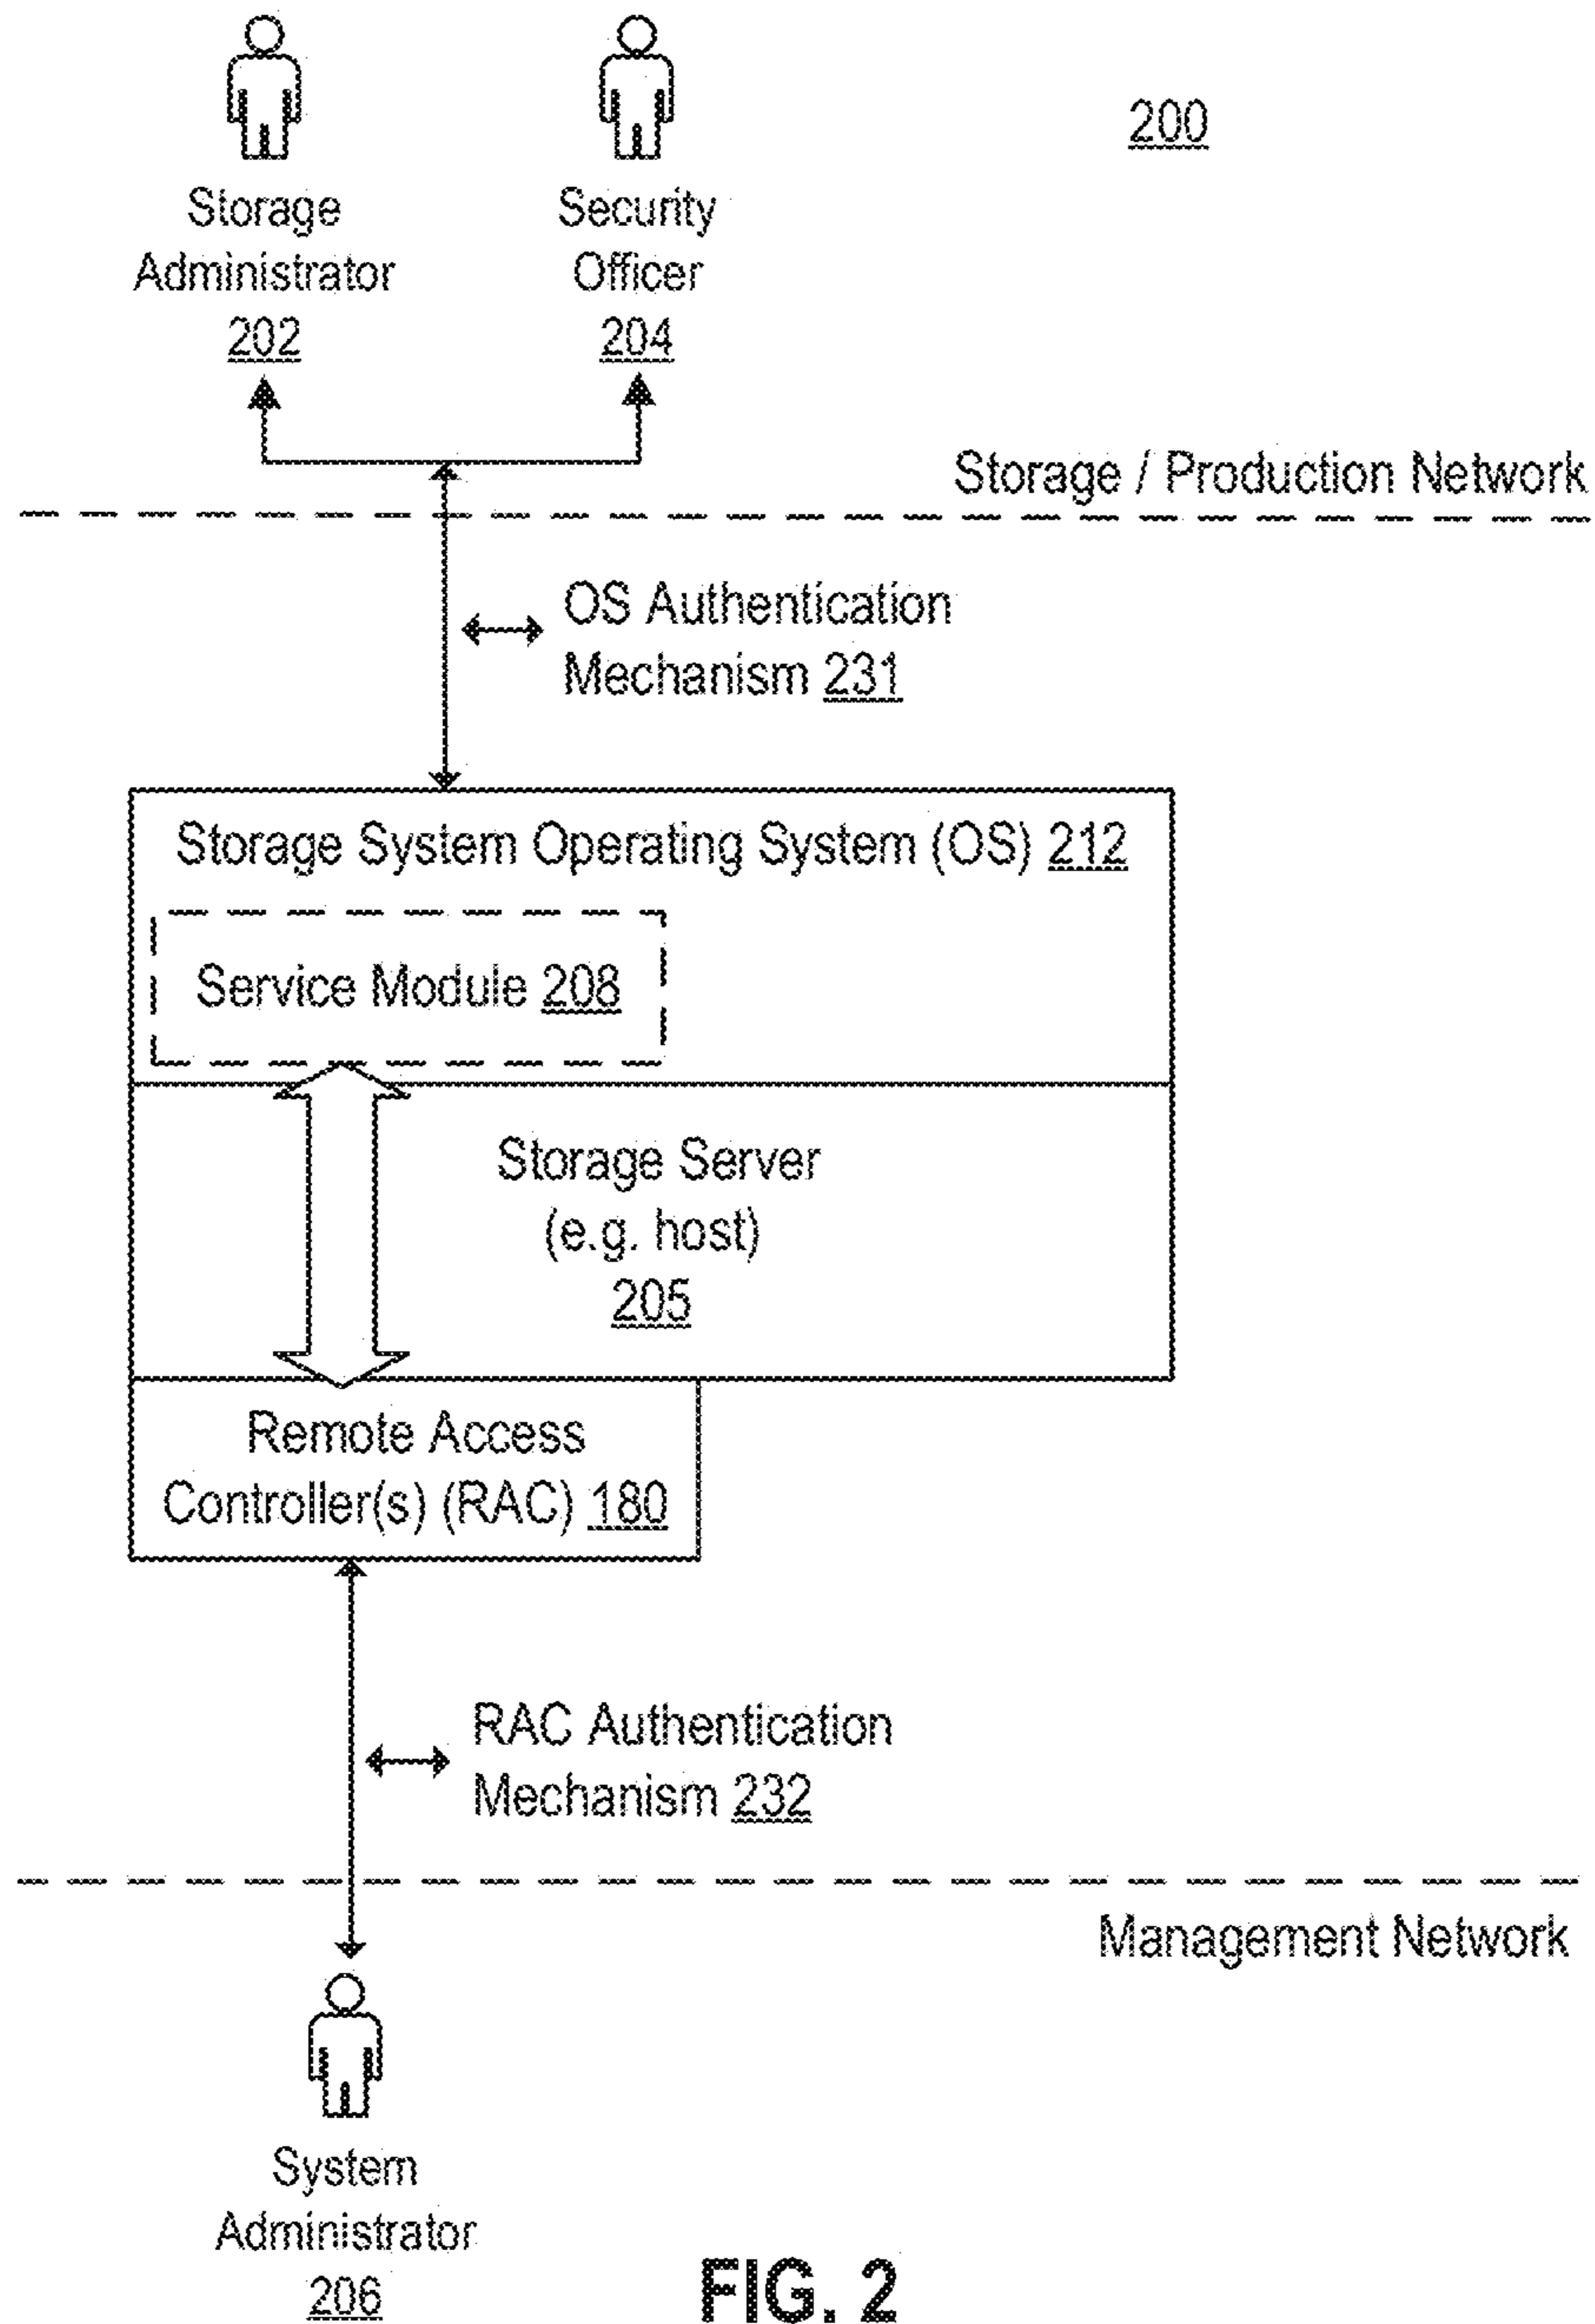 Storage
Administrator
202
Security
Officer
204
200
Storage / Production Network
OS Authentication
Mechanism 231
Storage System Operating System (OS) 212
Service Module 208
Storage Server
(e.g. host)
205
Remote Access
Controller(s) (RAC) 180
RAC Authentication
Mechanism 232
Management Network
System
Administrator
206
FIG. 2